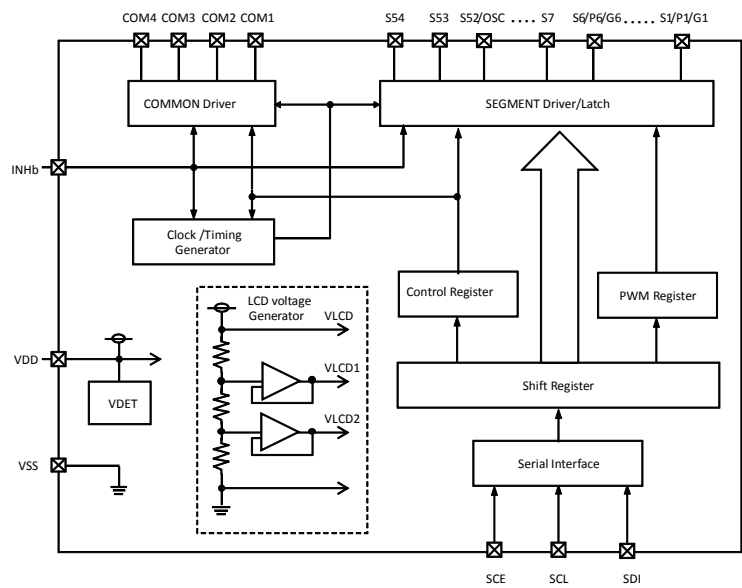 COM4 COM3 COM2 COM1
S54 S53 S52/OSC .... S7 S6/P6/G6 ..... S1/P1/G1
COMMON Driver
SEGMENT Driver/Latch
INHb
Clock /Timing
Generator
LCD voltage
Generator
VLCD
Control Register
PWM Register
VDD
VDET
VLCD1
VLCD2
Shift Register
VSS
Serial Interface
SCE SCL SDI